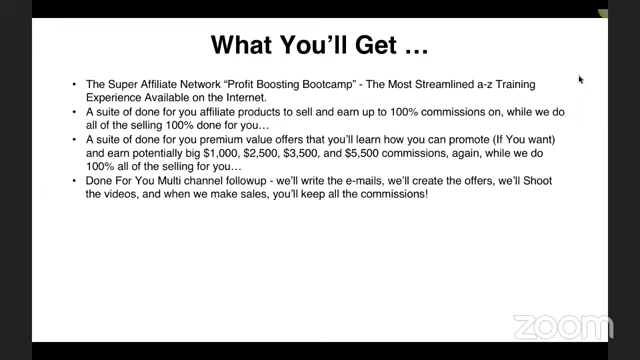 What You'll Get ...
• The Super Affiliate Network “Profit Boosting Bootcamp” - The Most Streamlined a-z Training
Experience Available on the Internet.
• A suite of done for you affiliate products to sell and earn up to 100% commissions on, while we do
all of the selling 100% done for you…
• A suite of done for you premium value offers that you'll learn how you can promote (If You want)
and earn potentially big $1,000, $2,500, $3,500, and $5,500 commissions, again, while we do
100% all of the selling for you…
• Done For You Multi channel followup - we'll write the e-mails, we'll create the offers, we'll Shoot
the videos, and when we make sales, you'll keep all the commissions!
zoom